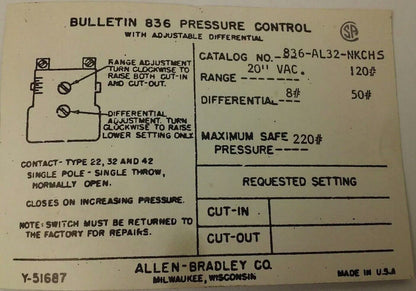 BULLETIN 836 PRESSURE CONTROL
WITH ADJUSTABLE DIFFERENTIAL
SA
RANGE ADJUSTMENT
TURN CLOCKWISE TO
RAISE BOTH CUT-IN
AND CUT-OUT.
DIFFERENTIAL
ADJUSTMENT. TURN
CLOCKWISE TO RAISE
LOWER SETTING ONLY.
CONTACT - TYPE 22, 32 AND 42
SINGLE POLE - SINGLE THROW,
NORMALLY OPEN.
CLOSES ON INCREASING PRESSURE.
NOTE: SWITCH MUST BE RETURNED TO
THE FACTORY FOR REPAIRS.
CATALOG NO. 836-AL32-NKCHS
RANGE ---- 20" VAC. 120#
DIFFERENTIAL 8# 50#
MAXIMUM SAFE 220#
PRESSURE-----
REQUESTED SETTING
CUT-IN
CUT-OUT
Y-51687
ALLEN-BRADLEY CO.
MILWAUKEE, WISCONSIN
MADE IN U.S.A